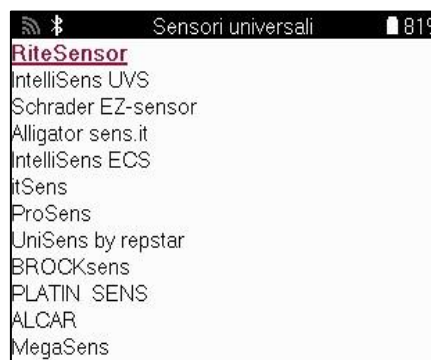 Sensori universali 81%
RiteSensor
IntelliSens UVS
Schrader EZ-sensor
Alligator sens.it
IntelliSens ECS
itSens
ProSens
UniSens by repstar
BROCKsens
PLATIN SENS
ALCAR
MegaSens